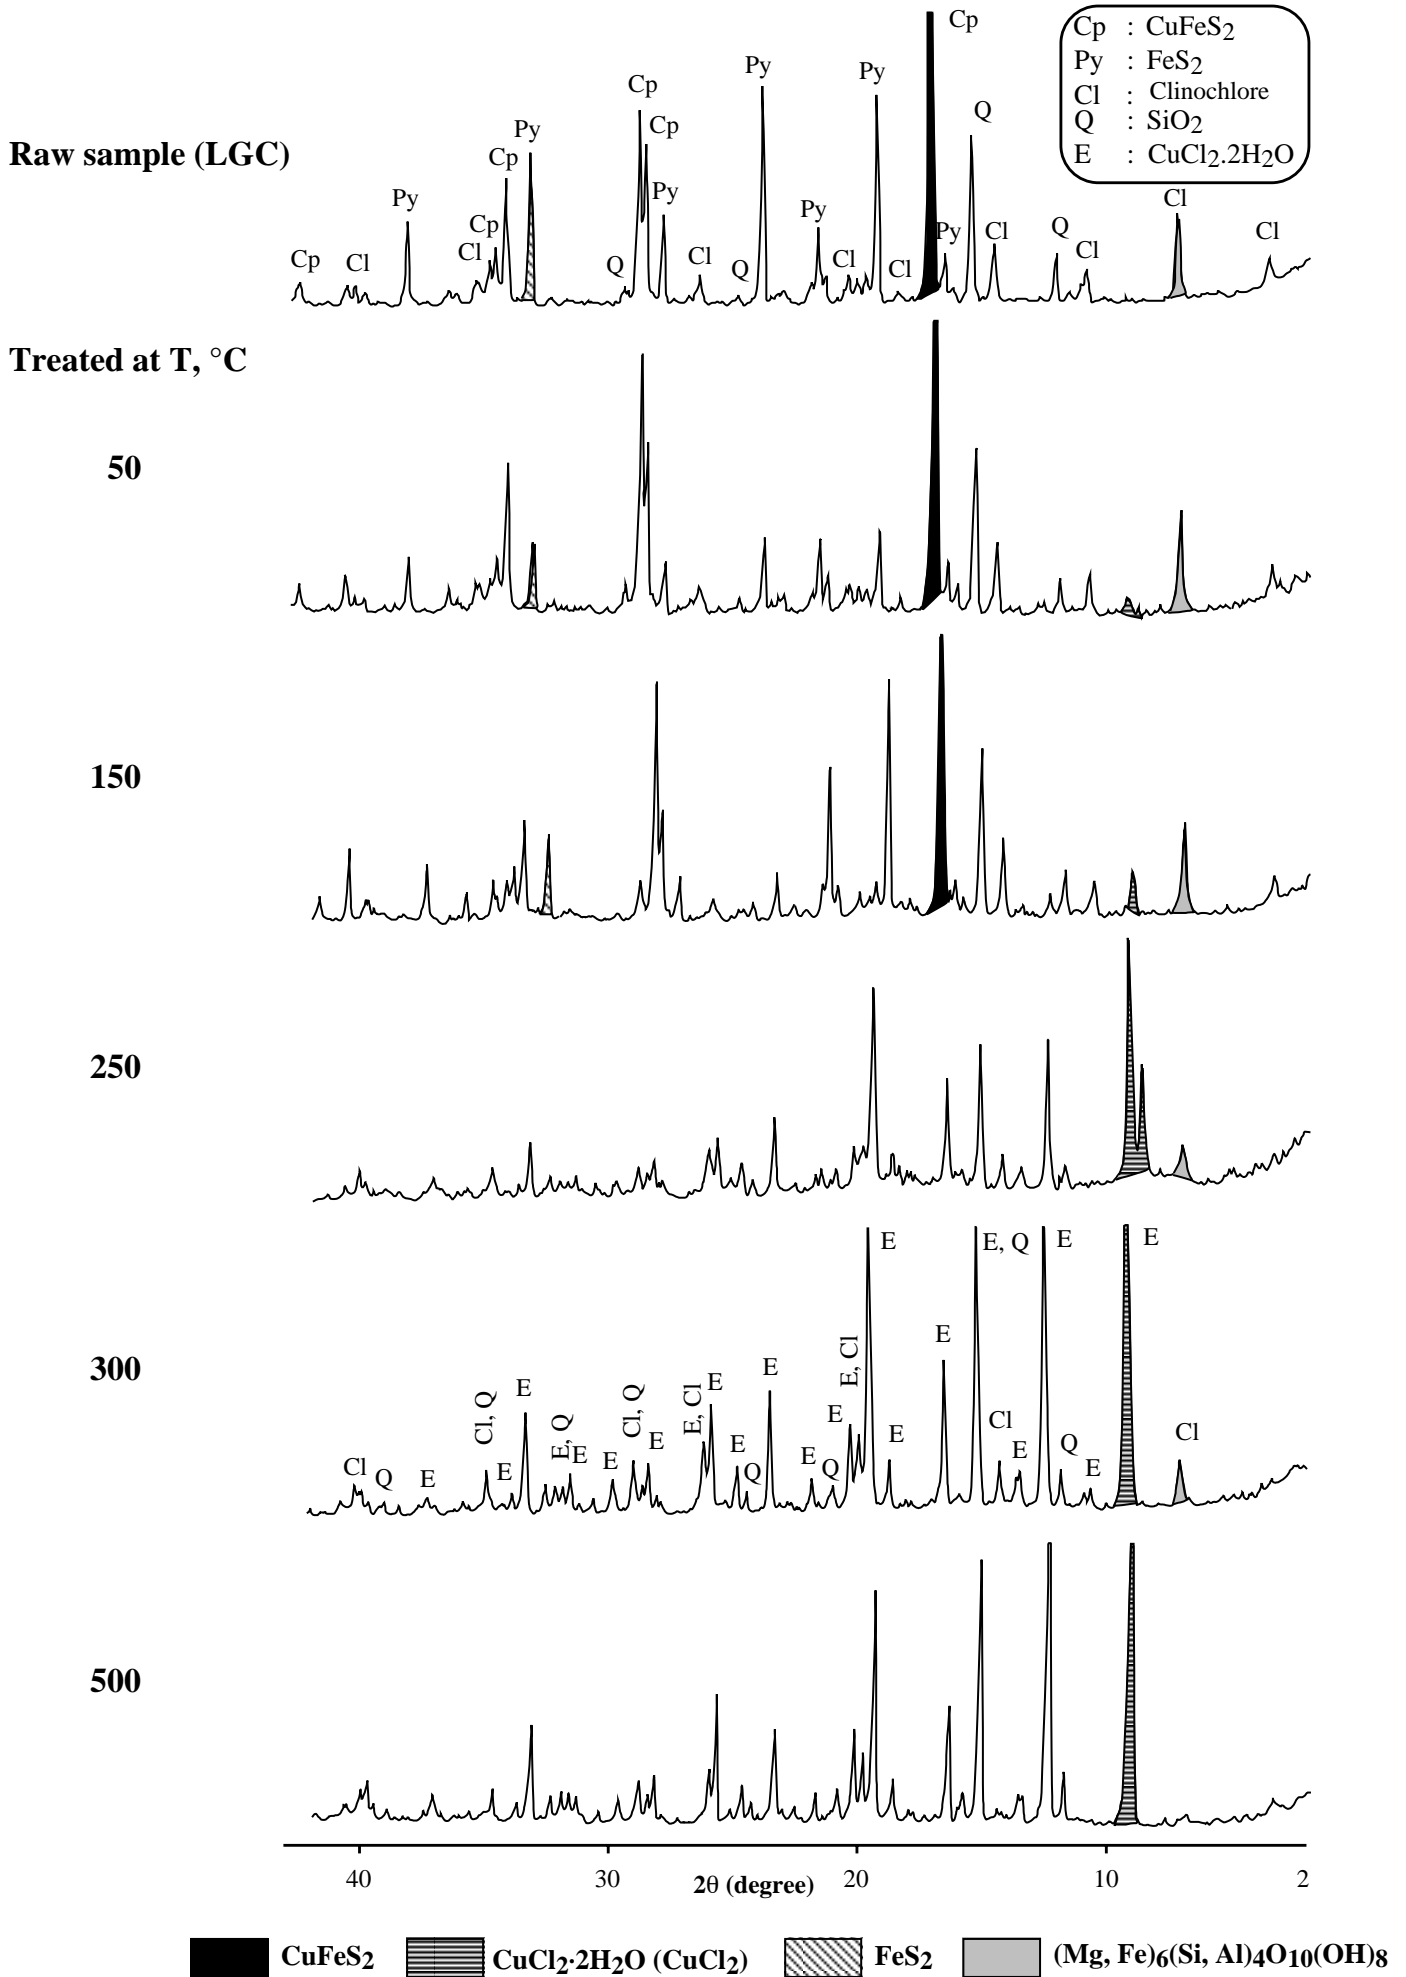 Cp
Cp : CuFeS2
Py : FeS2
Cl : Clinochlore
Q : SiO2
E : CuCl2.2H2O
Raw sample (LGC)
Py
Py
Cp
Cp
Q
Py
Cp
Py
Py
Cl
Py
Cp
Cl
Cp
Cl
Q
Cl
Q
Cl
Cl
Py
Cl
Q
Cl
Cl
Treated at T, °C
50
150
250
300
E
E, Q
E
E
E
E, Cl
E
E
E
Cl, Q
E, Q
Cl, Q
E, Cl
E
Cl
Cl
Cl
Q
E
E
E
E
E
E
Q
E
Q
E
E
Q
E
500
40
30
2θ (degree)
20
10
2
CuFeS2
CuCl2·2H2O (CuCl2)
FeS2
(Mg, Fe)6(Si, Al)4O10(OH)8